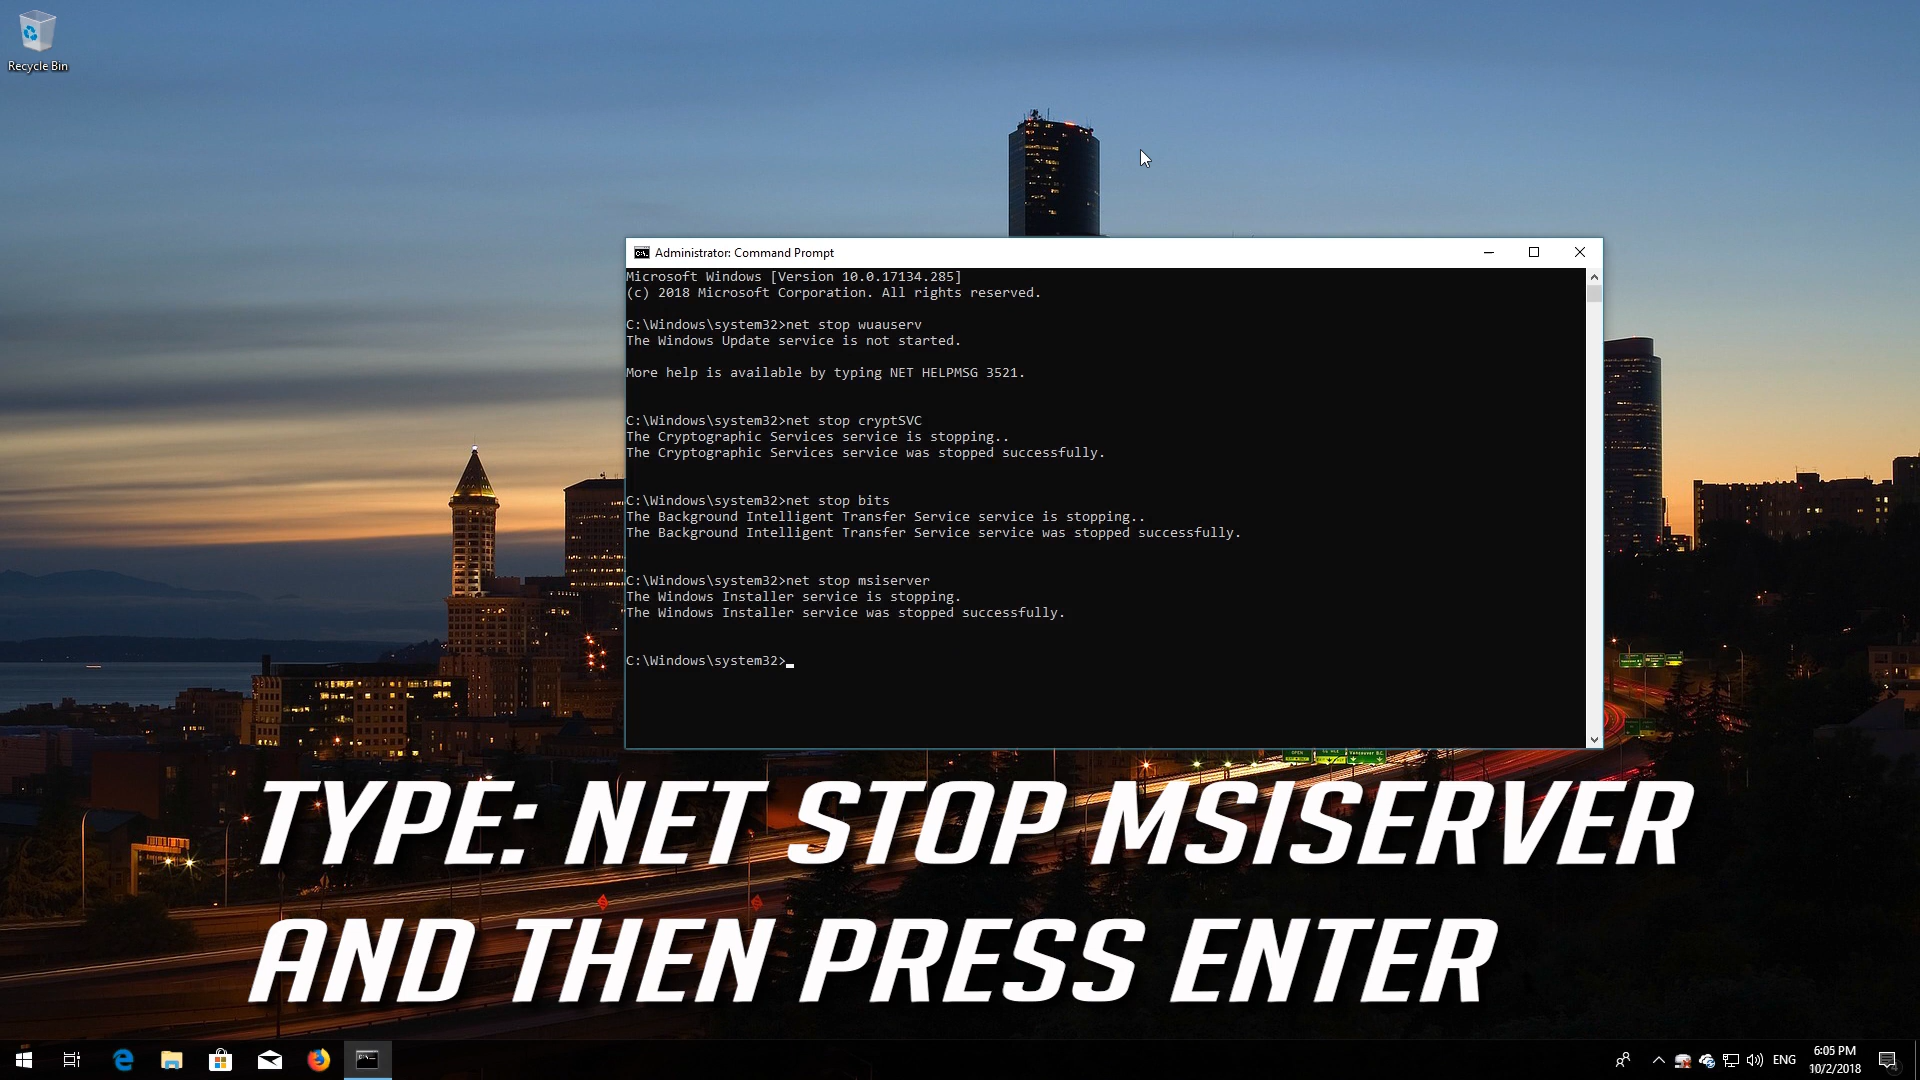 Recycle Bin
Administrator: Command Prompt
Microsoft Windows [Version 10.0.17134.285]
(c) 2018 Microsoft Corporation. All rights reserved.
C:\Windows\system32>net stop wuauserv
The Windows Update service is not started.
More help is available by typing NET HELPMSG 3521.
C:\Windows\system32>net stop cryptSVC
The Cryptographic Services service is stopping..
The Cryptographic Services service was stopped successfully.
C:\Windows\system32>net stop bits
The Background Intelligent Transfer Service service is stopping..
The Background Intelligent Transfer Service service was stopped successfully.
C:\Windows\system32>net stop msiserver
The Windows Installer service is stopping.
The Windows Installer service was stopped successfully.
C:\Windows\system32>
TYPE: NET STOP MSISERVER
AND THEN PRESS ENTER
ENG
6:05 PM
10/2/2018